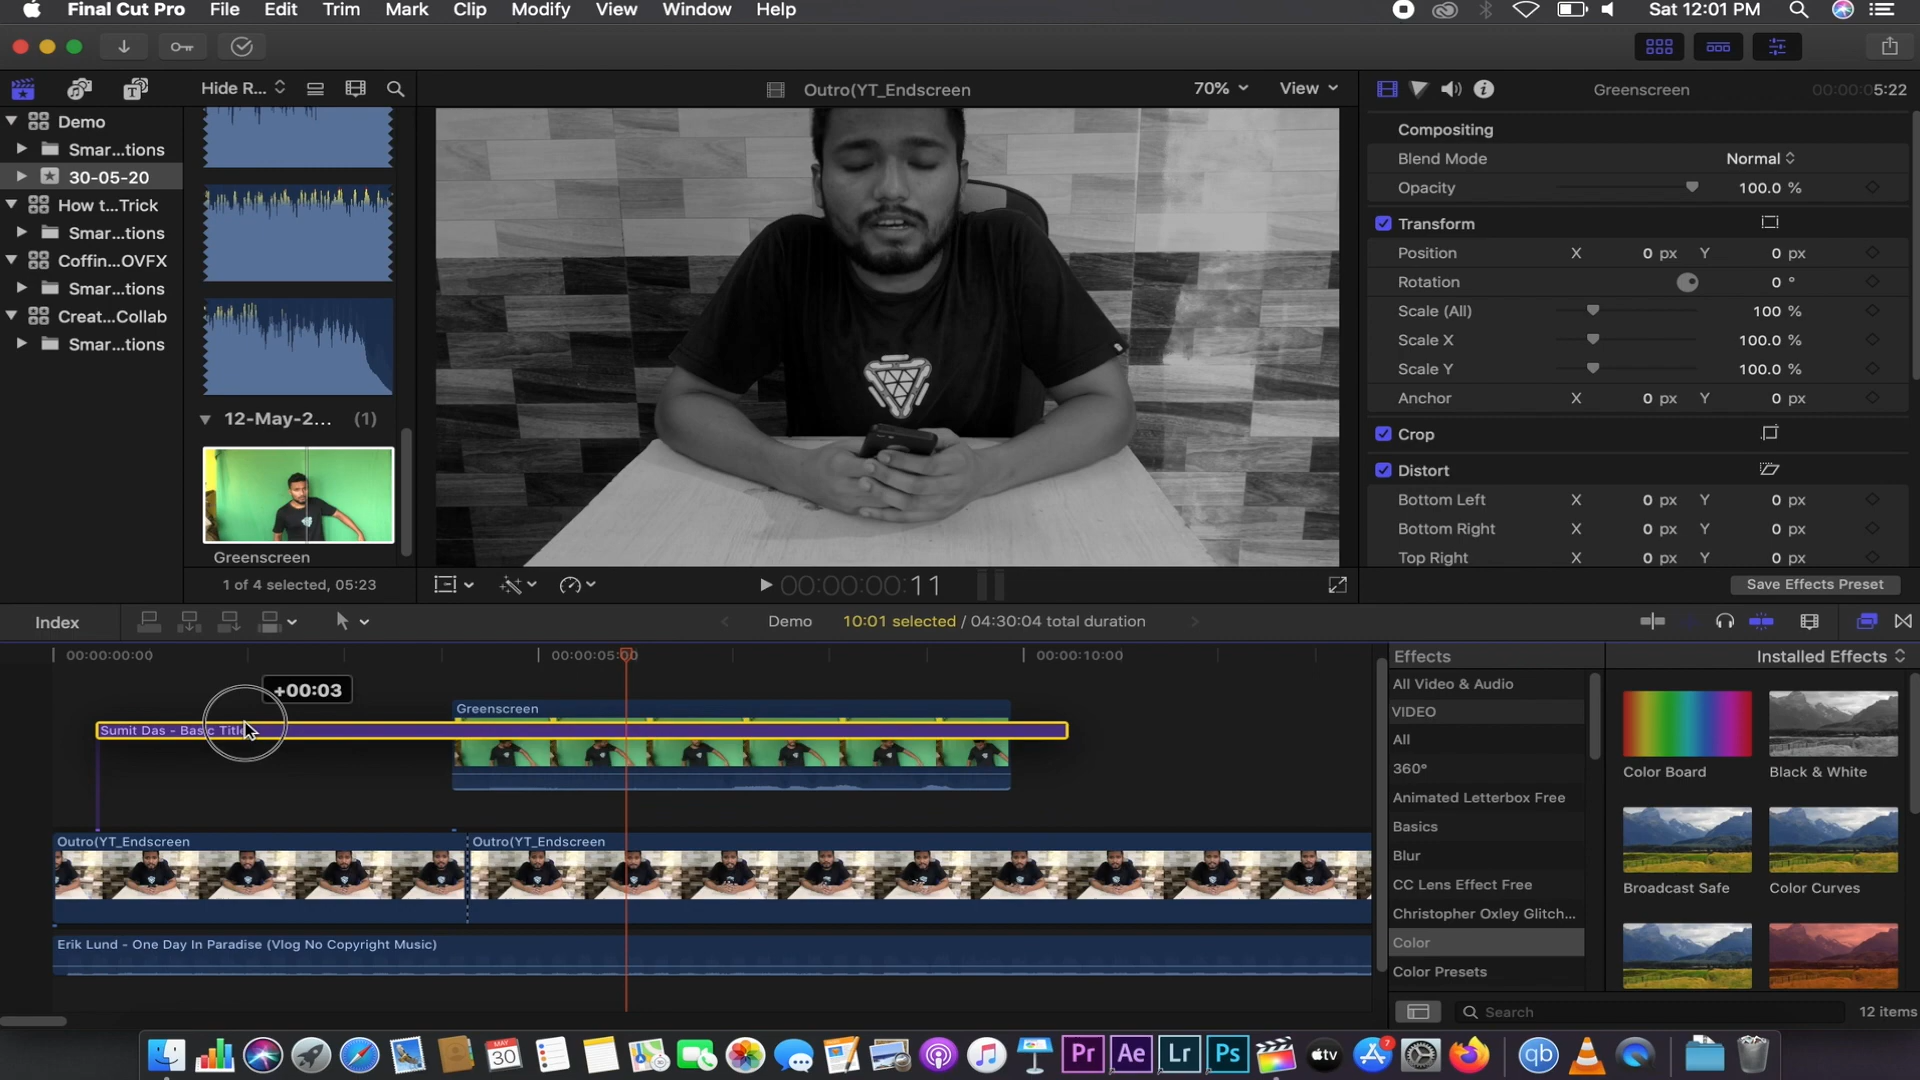 Final Cut Pro File Edit Trim Mark Clip Modify View Window Help Sat 12:01 PM
Hide R... Outro(YT_Endscreen 70% View Greenscreen 00:00:05:22
Demo
Smar...tions
30-05-20
How t...Trick
Smar...tions
Coffin...OVFX
Smar...tions
Creat...Collab
Smar...tions
12-May-2... (1)
Greenscreen
1 of 4 selected, 05:23
00:00:00:11
Compositing
Blend Mode Normal
Opacity 100.0 %
Transform
Position X 0 px Y 0 px
Rotation 0 °
Scale (All) 100 %
Scale X 100.0 %
Scale Y 100.0 %
Anchor X 0 px Y 0 px
Crop
Distort
Bottom Left X 0 px Y 0 px
Bottom Right X 0 px Y 0 px
Top Right X 0 px Y 0 px
Save Effects Preset
Index Demo 10:01 selected / 04:30:04 total duration
00:00:00:00 00:00:05:00 00:00:10:00
+00:03
Greenscreen
Sumit Das - Basic Title
Outro(YT_Endscreen Outro(YT_Endscreen
Erik Lund - One Day In Paradise (Vlog No Copyright Music)
Effects Installed Effects
All Video & Audio
VIDEO
All
360°
Animated Letterbox Free
Basics
Blur
CC Lens Effect Free
Christopher Oxley Glitch...
Color
Color Presets
Color Board Black & White
Broadcast Safe Color Curves
Search 12 items
MAY
30
Pr Ae Lr Ps tv 7 qb